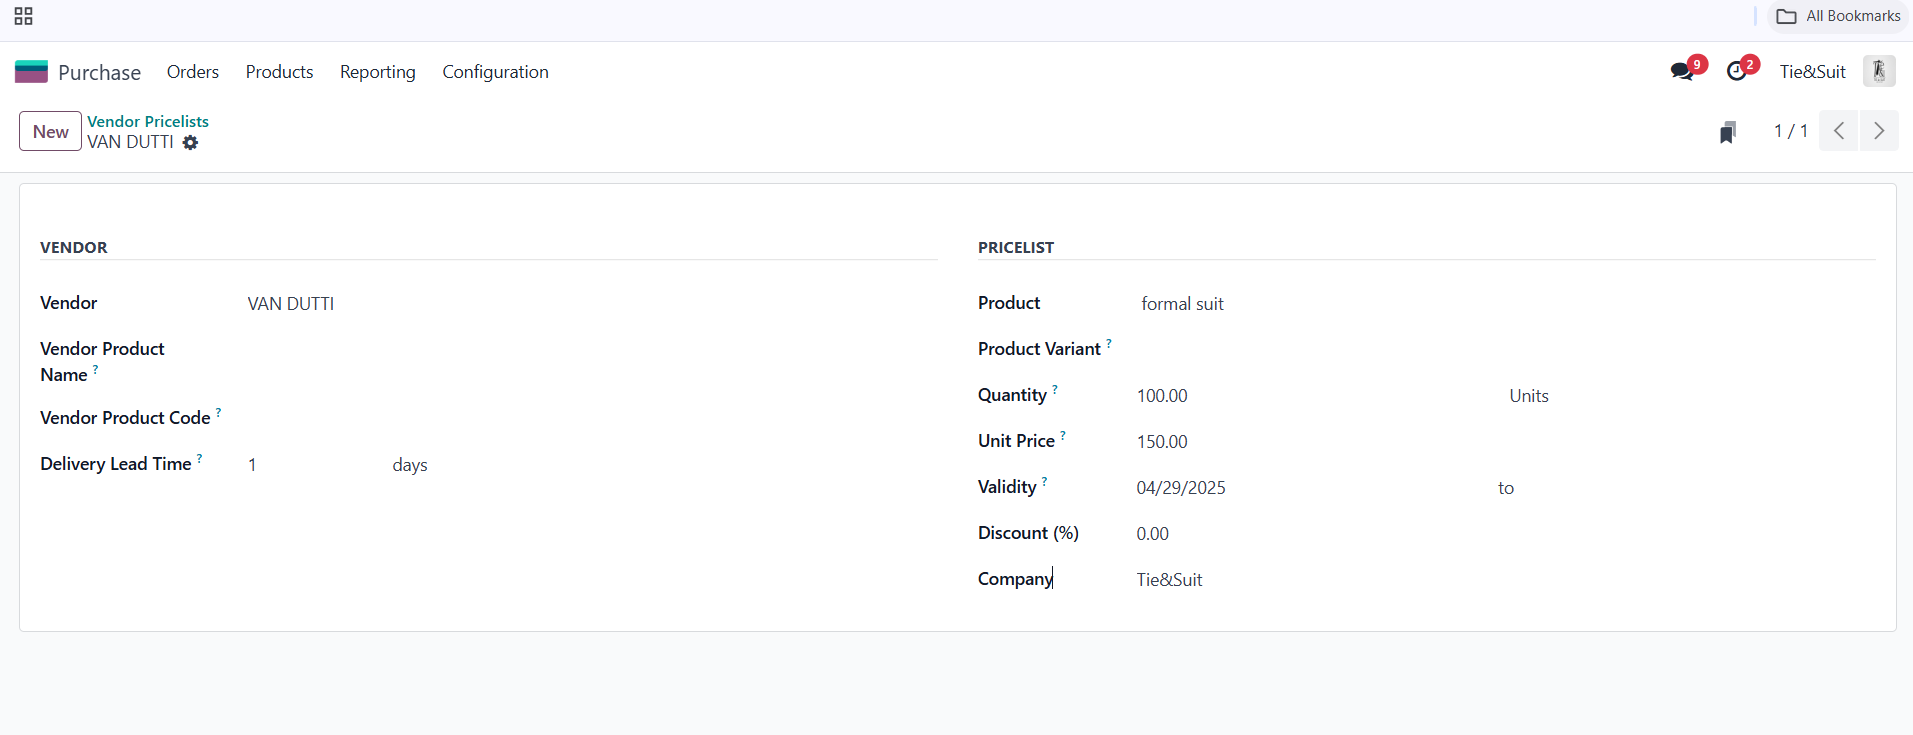 All Bookmarks
Purchase Orders Products Reporting Configuration 9 2 Tie&Suit
New Vendor Pricelists
VAN DUTTI 1 / 1
VENDOR
Vendor VAN DUTTI
Vendor Product
Name ?
Vendor Product Code ?
Delivery Lead Time ? 1 days
PRICELIST
Product formal suit
Product Variant ?
Quantity ? 100.00 Units
Unit Price ? 150.00
Validity ? 04/29/2025 to
Discount (%) 0.00
Company Tie&Suit